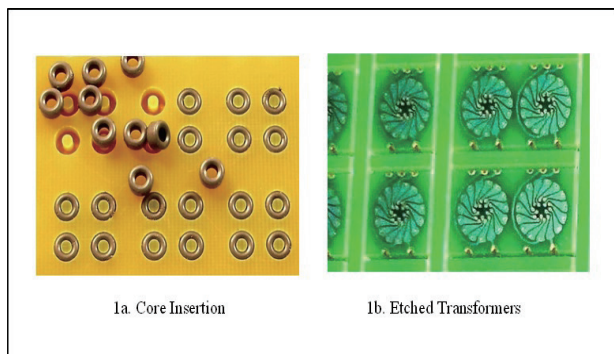 1a. Core Insertion
1b. Etched Transformers